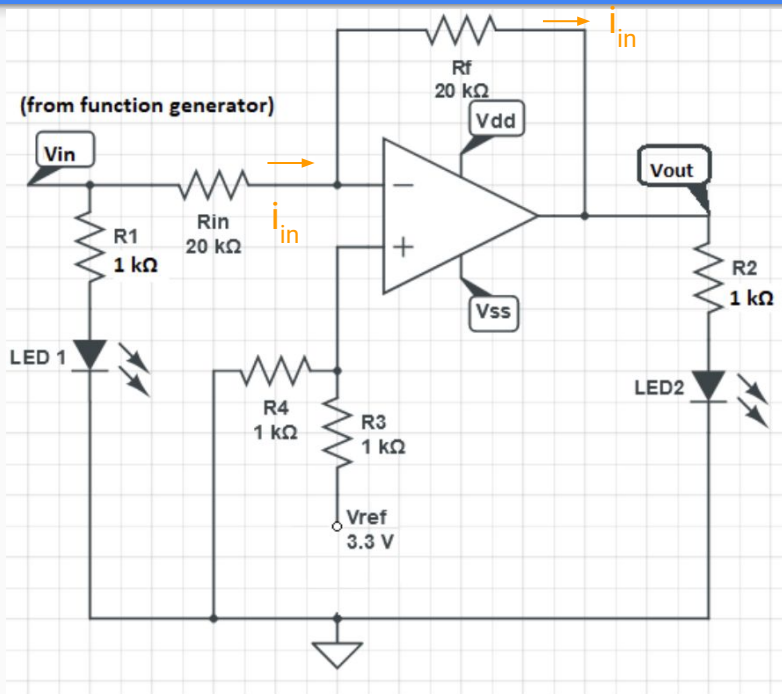 i
in
Rf
20 kΩ
(from function generator)
Vdd
Vin
Vout
−
Rin
20 kΩ
i
in
R1
1 kΩ
+
R2
1 kΩ
Vss
LED 1
LED2
R4
1 kΩ
R3
1 kΩ
Vref
3.3 V